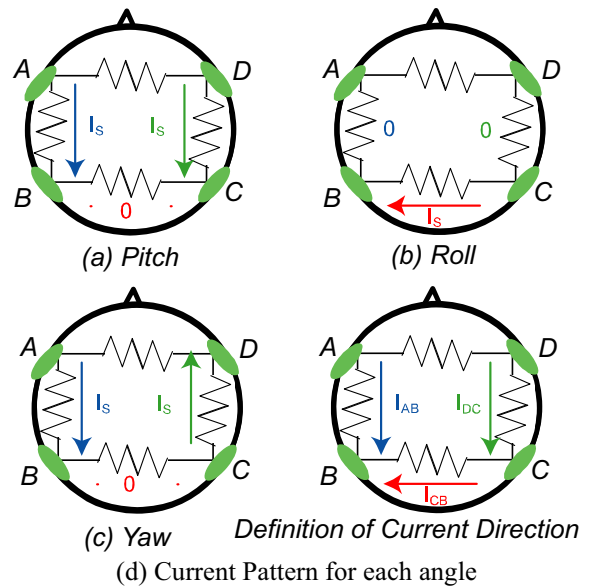 A D A D
I_S I_S 0 0
B · 0 · C B I_S C
(a) Pitch (b) Roll
A D A D
I_S I_S I_AB I_DC
B · 0 · C B I_CB C
(c) Yaw Definition of Current Direction
(d) Current Pattern for each angle